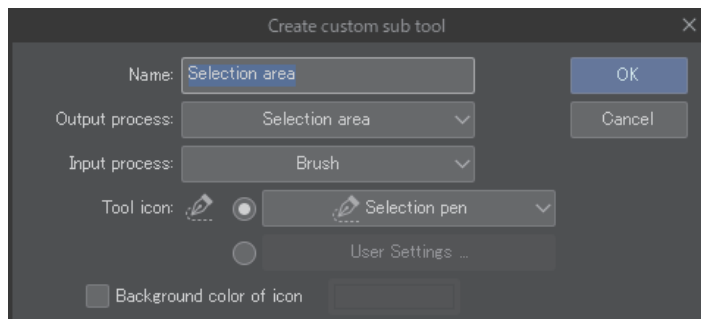 Create custom sub tool
Name: Selection area OK
Output process: Selection area Cancel
Input process: Brush
Tool icon: Selection pen
User Settings ...
Background color of icon